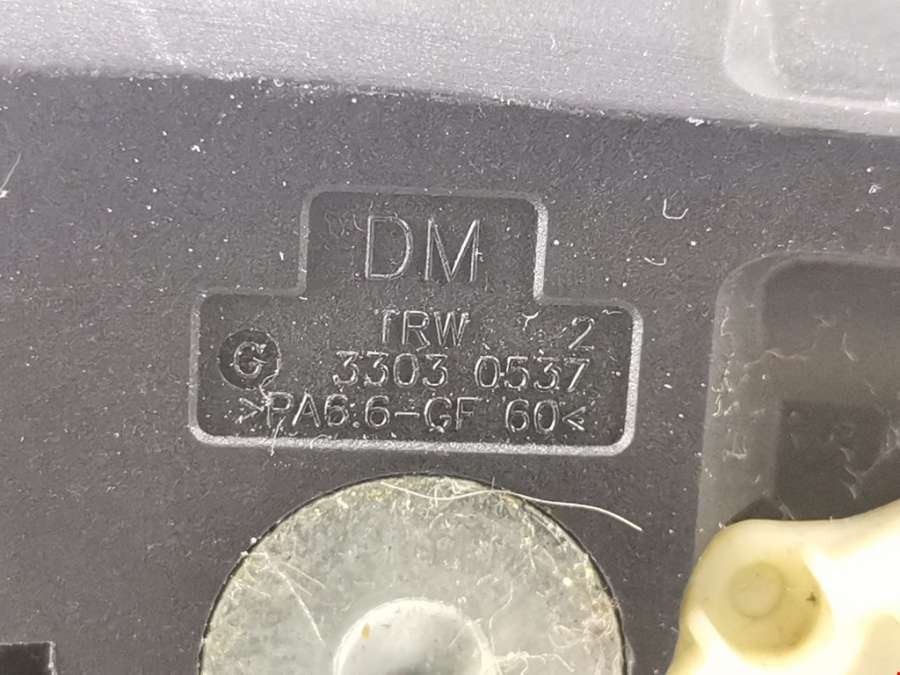 DM
TRW 2
G 3303 0537
>PA6.6-GF 60<